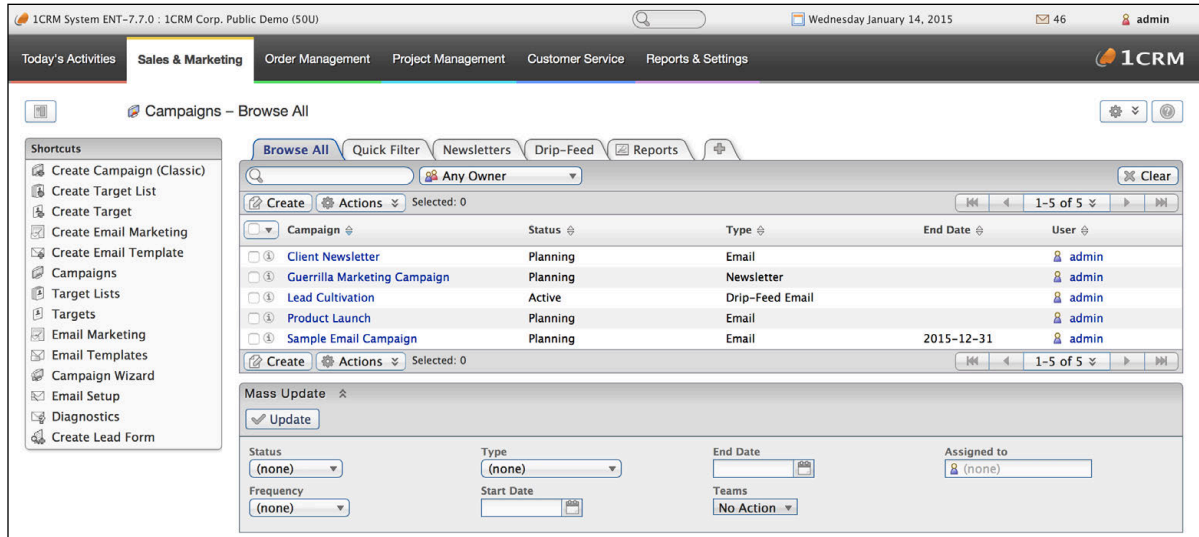 1CRM System ENT-7.7.0 : 1CRM Corp. Public Demo (50U) Wednesday January 14, 2015 46 admin
Today's Activities Sales & Marketing Order Management Project Management Customer Service Reports & Settings 1CRM
Campaigns – Browse All
Shortcuts
Create Campaign (Classic)
Create Target List
Create Target
Create Email Marketing
Create Email Template
Campaigns
Target Lists
Targets
Email Marketing
Email Templates
Campaign Wizard
Email Setup
Diagnostics
Create Lead Form
Browse All Quick Filter Newsletters Drip-Feed Reports
Any Owner Clear
Create Actions Selected: 0 1-5 of 5
Campaign Status Type End Date User
Client Newsletter Planning Email admin
Guerrilla Marketing Campaign Planning Newsletter admin
Lead Cultivation Active Drip-Feed Email admin
Product Launch Planning Email admin
Sample Email Campaign Planning Email 2015-12-31 admin
Create Actions Selected: 0 1-5 of 5
Mass Update
Update
Status Type End Date Assigned to
(none) (none) (none)
Frequency Start Date Teams
(none) No Action